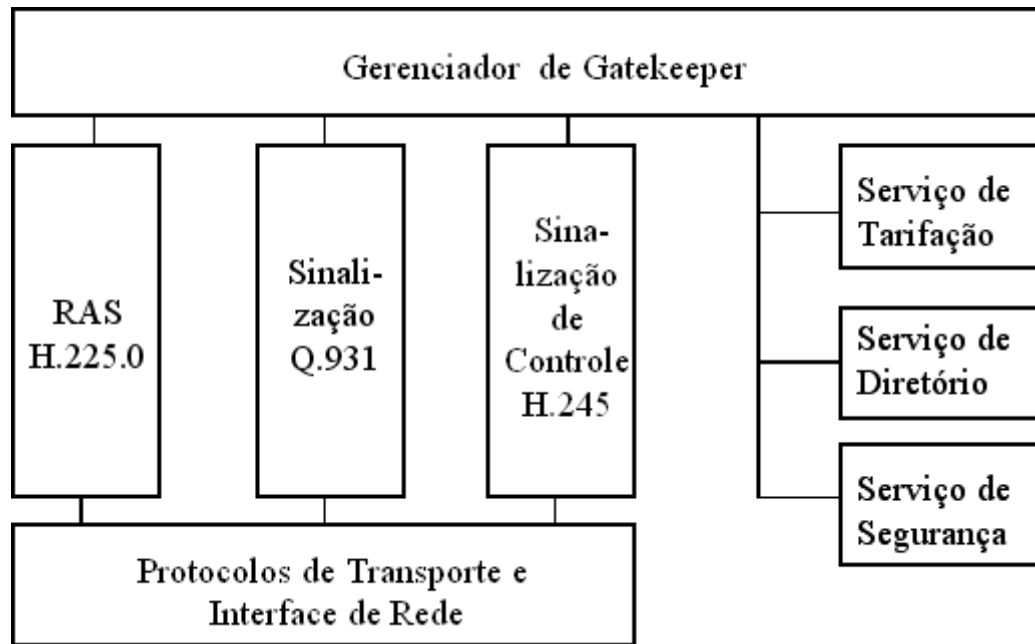 Gerenciador de Gatekeeper
RAS
H.225.0
Sinali-
zação
Q.931
Sina-
lização
de
Controle
H.245
Serviço de
Tarifação
Serviço de
Diretório
Serviço de
Segurança
Protocolos de Transporte e
Interface de Rede